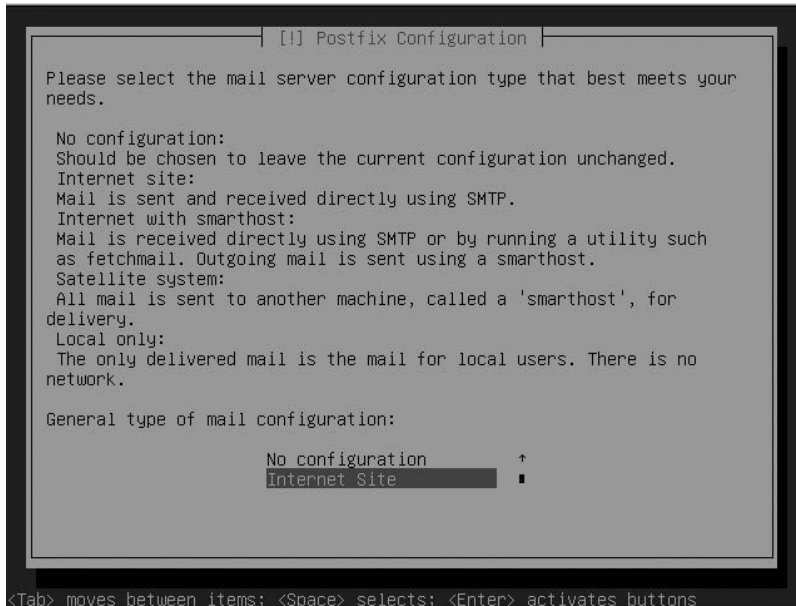 [!] Postfix Configuration
Please select the mail server configuration type that best meets your
needs.
No configuration:
Should be chosen to leave the current configuration unchanged.
Internet site:
Mail is sent and received directly using SMTP.
Internet with smarthost:
Mail is received directly using SMTP or by running a utility such
as fetchmail. Outgoing mail is sent using a smarthost.
Satellite system:
All mail is sent to another machine, called a 'smarthost', for
delivery.
Local only:
The only delivered mail is the mail for local users. There is no
network.
General type of mail configuration:
No configuration ↑
Internet Site
<Tab> moves between items; <Space> selects; <Enter> activates buttons